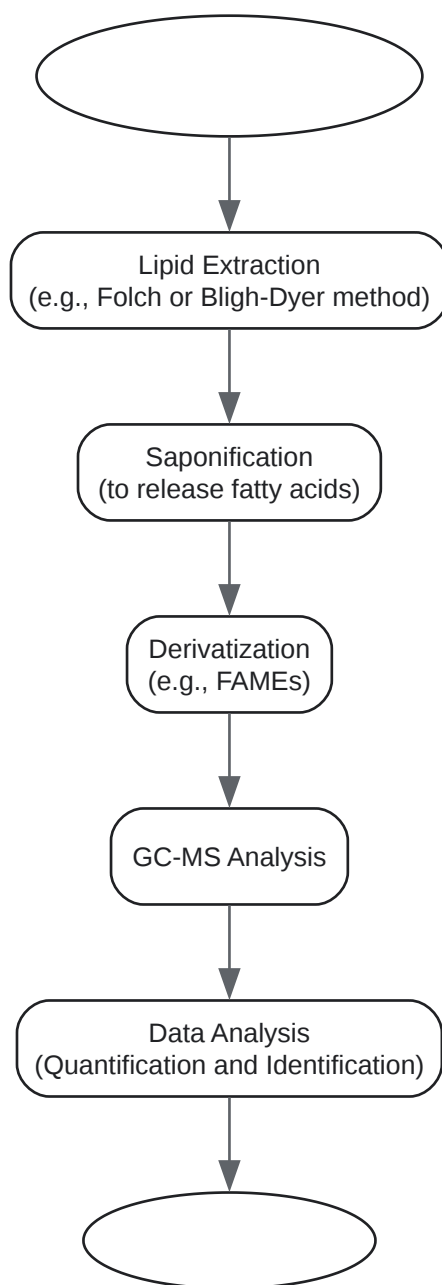 Lipid Extraction
(e.g., Folch or Bligh-Dyer method)
Saponification
(to release fatty acids)
Derivatization
(e.g., FAMEs)
GC-MS Analysis
Data Analysis
(Quantification and Identification)